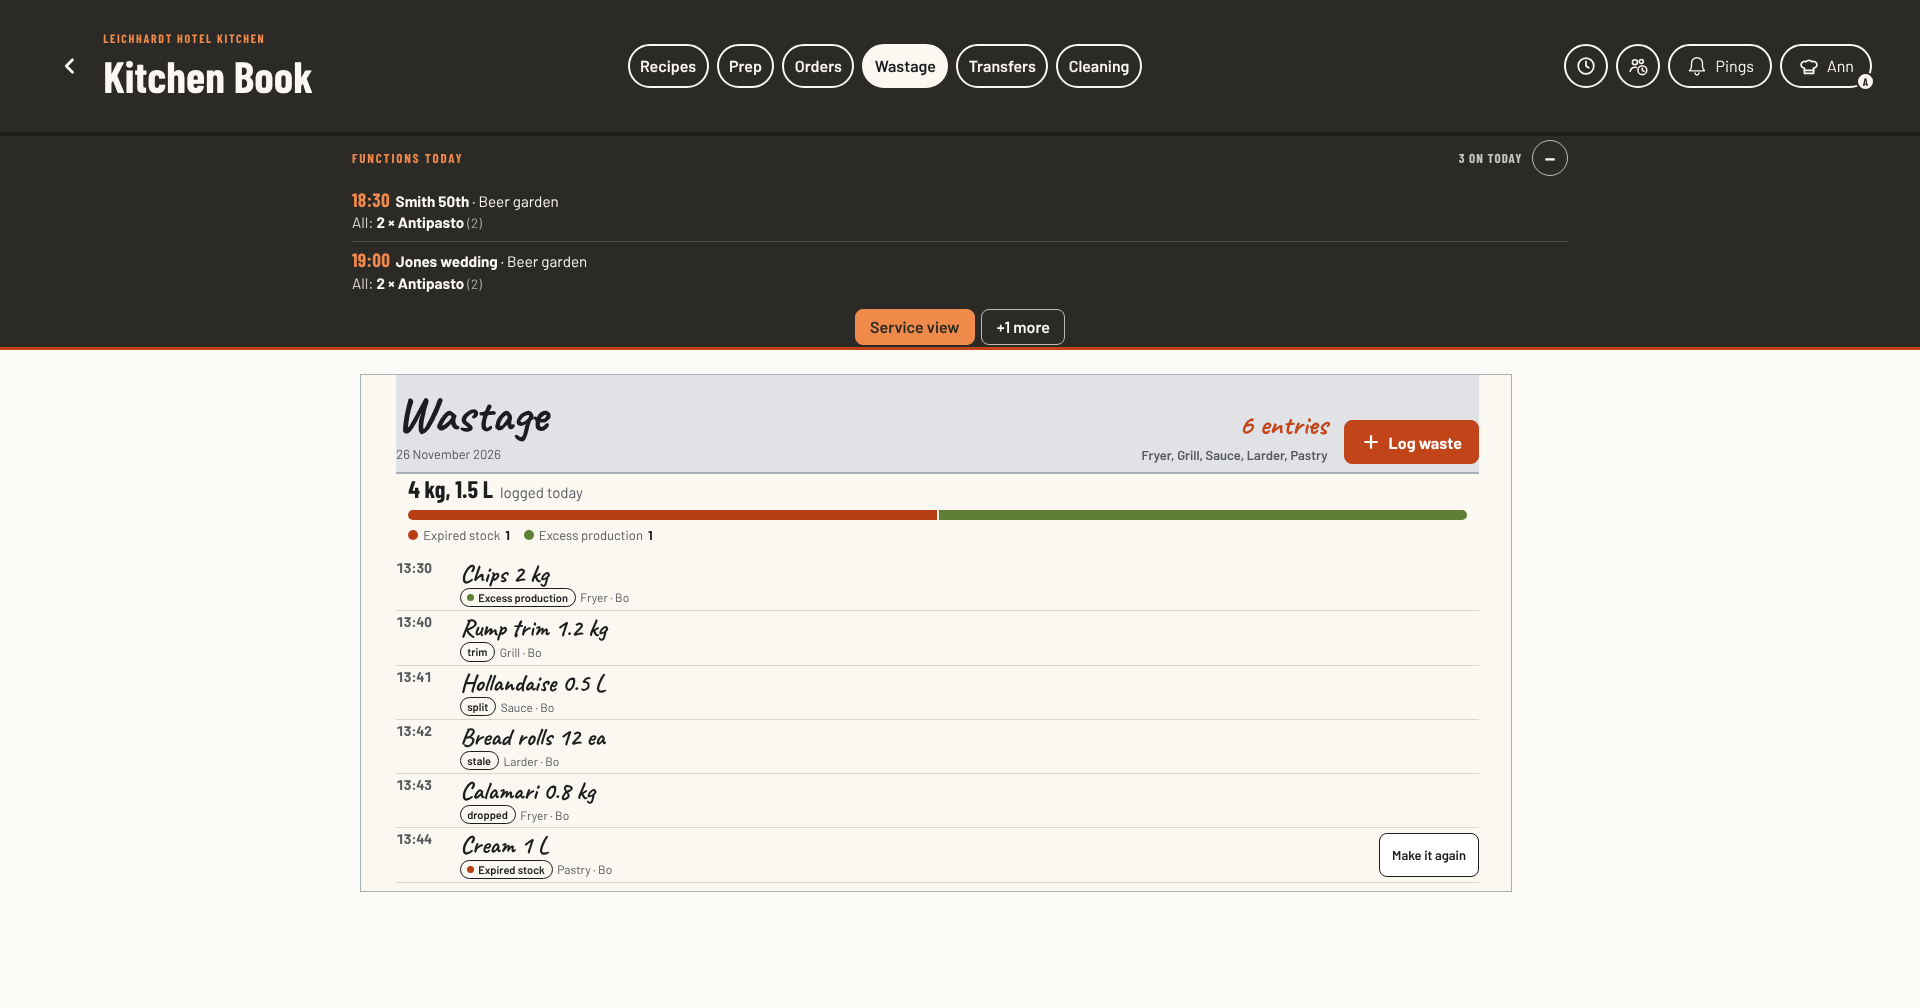 LEICHHARDT HOTEL KITCHEN
Kitchen Book
Recipes
Prep
Orders
Wastage
Transfers
Cleaning
Pings
Ann
A
FUNCTIONS TODAY
3 ON TODAY
18:30 Smith 50th · Beer garden
All: 2 × Antipasto (2)
19:00 Jones wedding · Beer garden
All: 2 × Antipasto (2)
Service view
+1 more
Wastage
26 November 2026
6 entries
Fryer, Grill, Sauce, Larder, Pastry
+ Log waste
4 kg, 1.5 L logged today
Expired stock 1
Excess production 1
13:30
Chips 2 kg
Excess production Fryer · Bo
13:40
Rump trim 1.2 kg
trim Grill · Bo
13:41
Hollandaise 0.5 L
split Sauce · Bo
13:42
Bread rolls 12 ea
stale Larder · Bo
13:43
Calamari 0.8 kg
dropped Fryer · Bo
13:44
Cream 1 L
Expired stock Pastry · Bo
Make it again